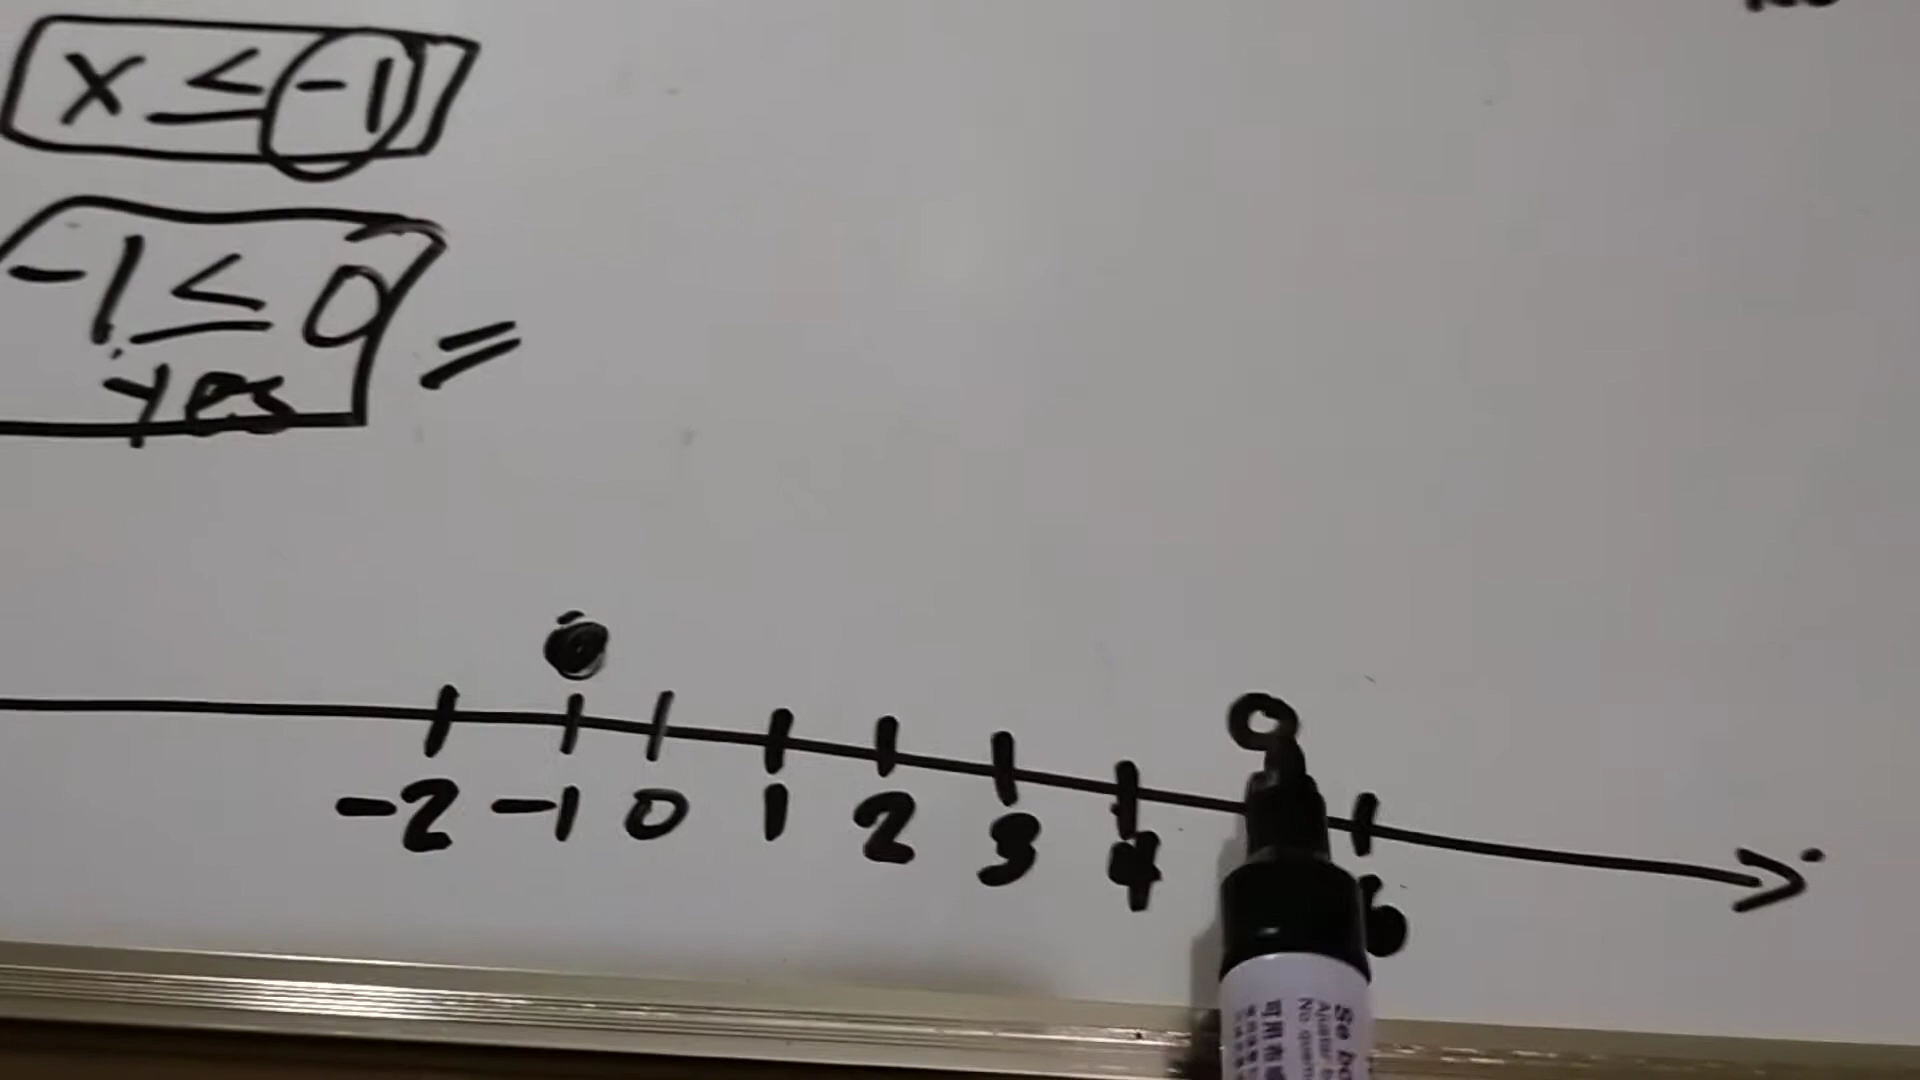 x ≤ -1
-1 ≤ 0 =
yes
-2 -1 0 1 2 3 4 6